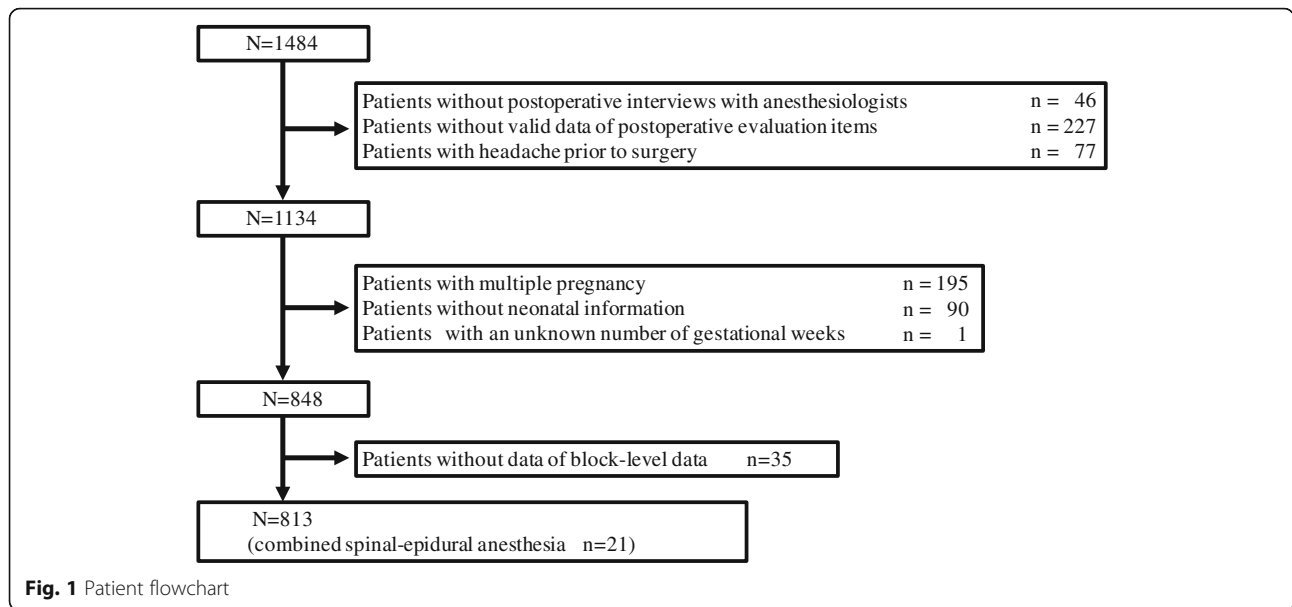 N=1484
Patients without postoperative interviews with anesthesiologists n = 46
Patients without valid data of postoperative evaluation items n = 227
Patients with headache prior to surgery n = 77
N=1134
Patients with multiple pregnancy n = 195
Patients without neonatal information n = 90
Patients with an unknown number of gestational weeks n = 1
N=848
Patients without data of block-level data n=35
N=813
(combined spinal-epidural anesthesia n=21)
Fig. 1 Patient flowchart